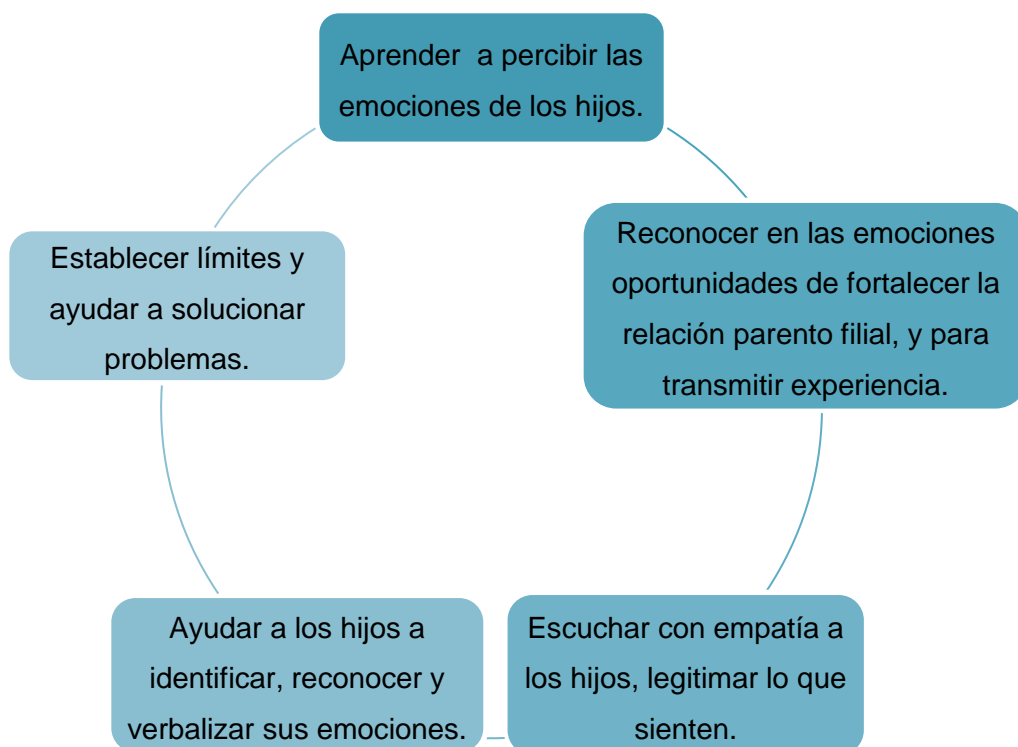 Aprender  a percibir las
emociones de los hijos.
Reconocer en las emociones
oportunidades de fortalecer la
relación parento filial, y para
transmitir experiencia.
Escuchar con empatía a
los hijos, legitimar lo que
sienten.
Ayudar a los hijos a
identificar, reconocer y
verbalizar sus emociones.
Establecer límites y
ayudar a solucionar
problemas.